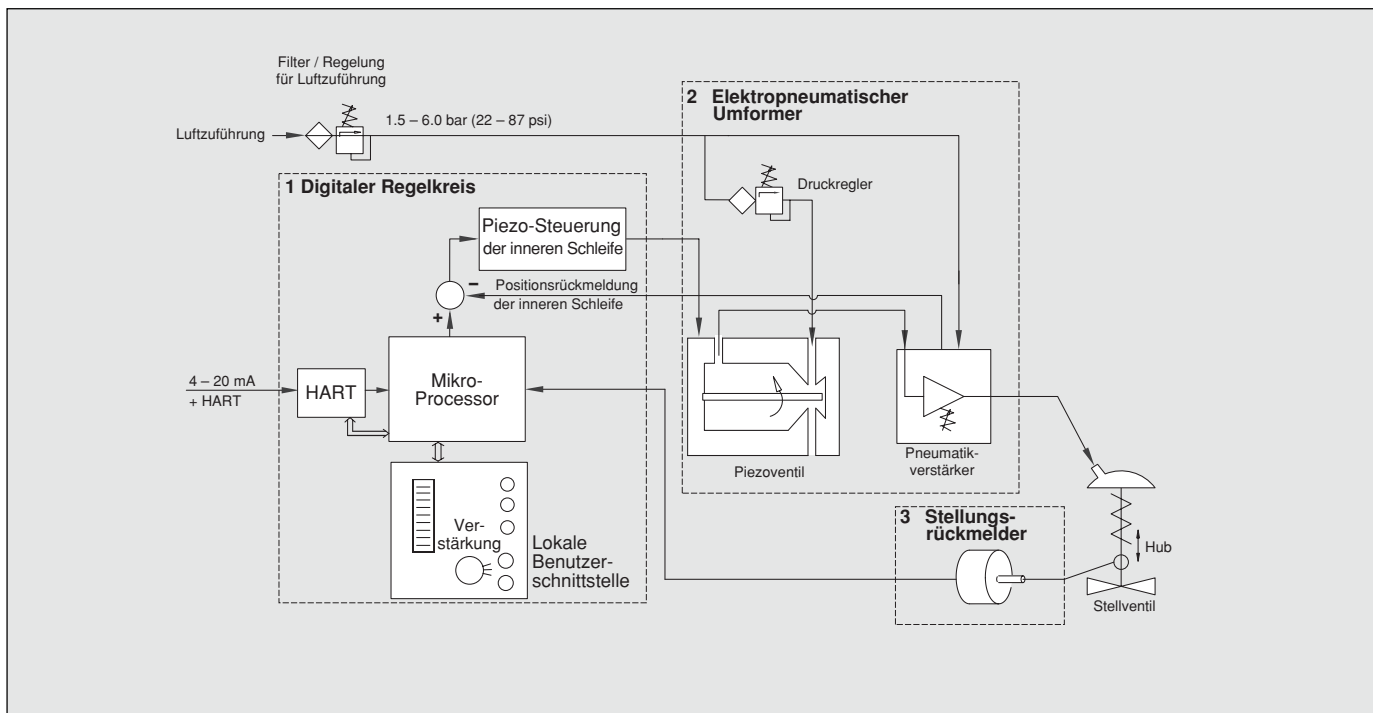 Filter / Regelung
für Luftzuführung
Luftzuführung
1.5 – 6.0 bar (22 – 87 psi)
2 Elektropneumatischer
Umformer
Druckregler
1 Digitaler Regelkreis
Piezo-Steuerung
der inneren Schleife
–
Positionsrückmeldung
der inneren Schleife
+
4 – 20 mA
+ HART
HART
Mikro-
Processor
Piezoventil
Pneumatik-
verstärker
Ver-
stärkung
Lokale
Benutzer-
schnittstelle
3 Stellungs-
rückmelder
Hub
Stellventil